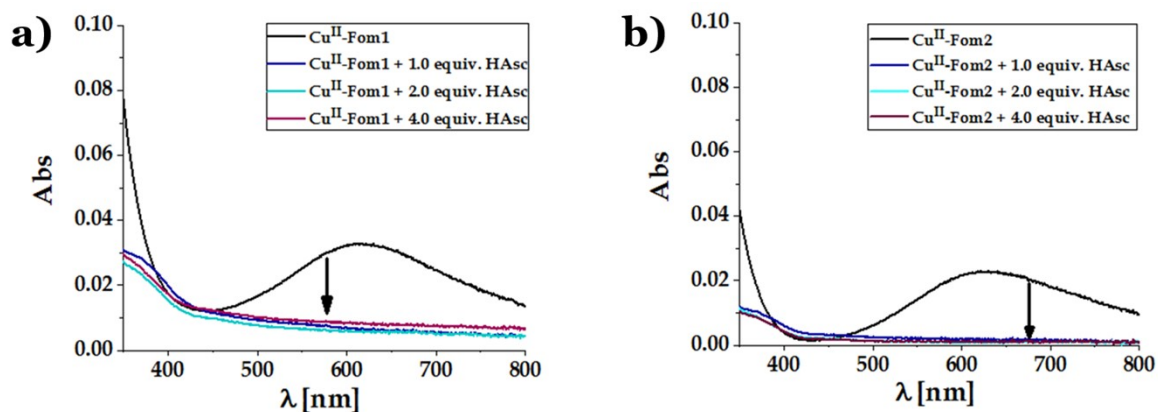 a)
Abs
0.10
0.08
0.06
0.04
0.02
0.00
Cuᴵᴵ-Fom1
Cuᴵᴵ-Fom1 + 1.0 equiv. HAsc
Cuᴵᴵ-Fom1 + 2.0 equiv. HAsc
Cuᴵᴵ-Fom1 + 4.0 equiv. HAsc
400 500 600 700 800
λ [nm]
b)
Abs
0.10
0.08
0.06
0.04
0.02
0.00
Cuᴵᴵ-Fom2
Cuᴵᴵ-Fom2 + 1.0 equiv. HAsc
Cuᴵᴵ-Fom2 + 2.0 equiv. HAsc
Cuᴵᴵ-Fom2 + 4.0 equiv. HAsc
400 500 600 700 800
λ [nm]